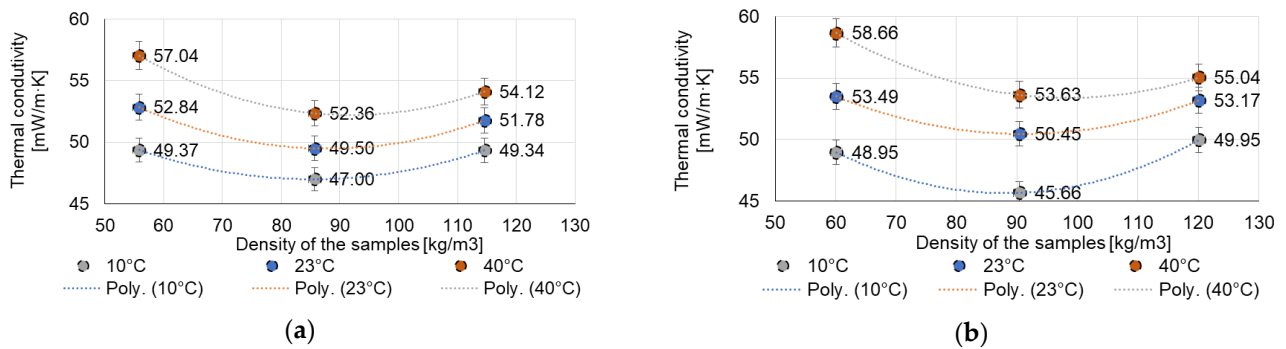 Thermal condutivity
[mW/m·K]
60
55
50
45
57.04
52.84
49.37
52.36
49.50
47.00
54.12
51.78
49.34
50 60 70 80 90 100 110 120 130
Density of the samples [kg/m3]
10°C 23°C 40°C
Poly. (10°C) Poly. (23°C) Poly. (40°C)
(a)
Thermal condutivity
[mW/m·K]
60
55
50
45
58.66
53.49
48.95
53.63
50.45
45.66
55.04
53.17
49.95
50 60 70 80 90 100 110 120 130
Density of the samples [kg/m3]
10°C 23°C 40°C
Poly. (10°C) Poly. (23°C) Poly. (40°C)
(b)